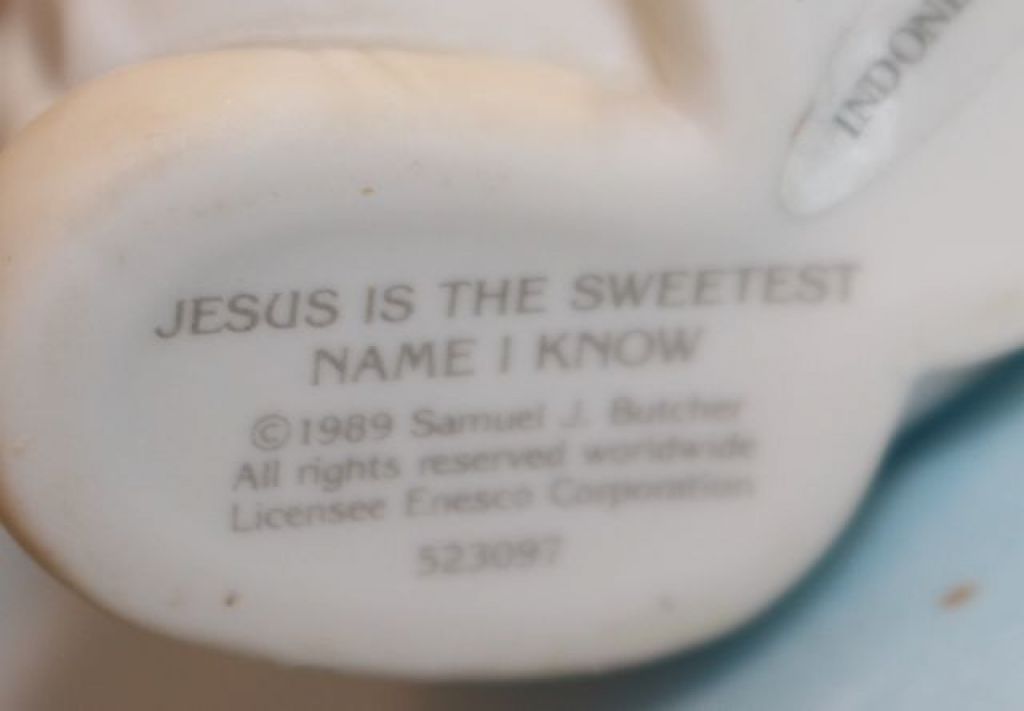 INDONE
JESUS IS THE SWEETEST
NAME I KNOW
©1989 Samuel J. Butcher
All rights reserved worldwide
Licensee Enesco Corporation
523097